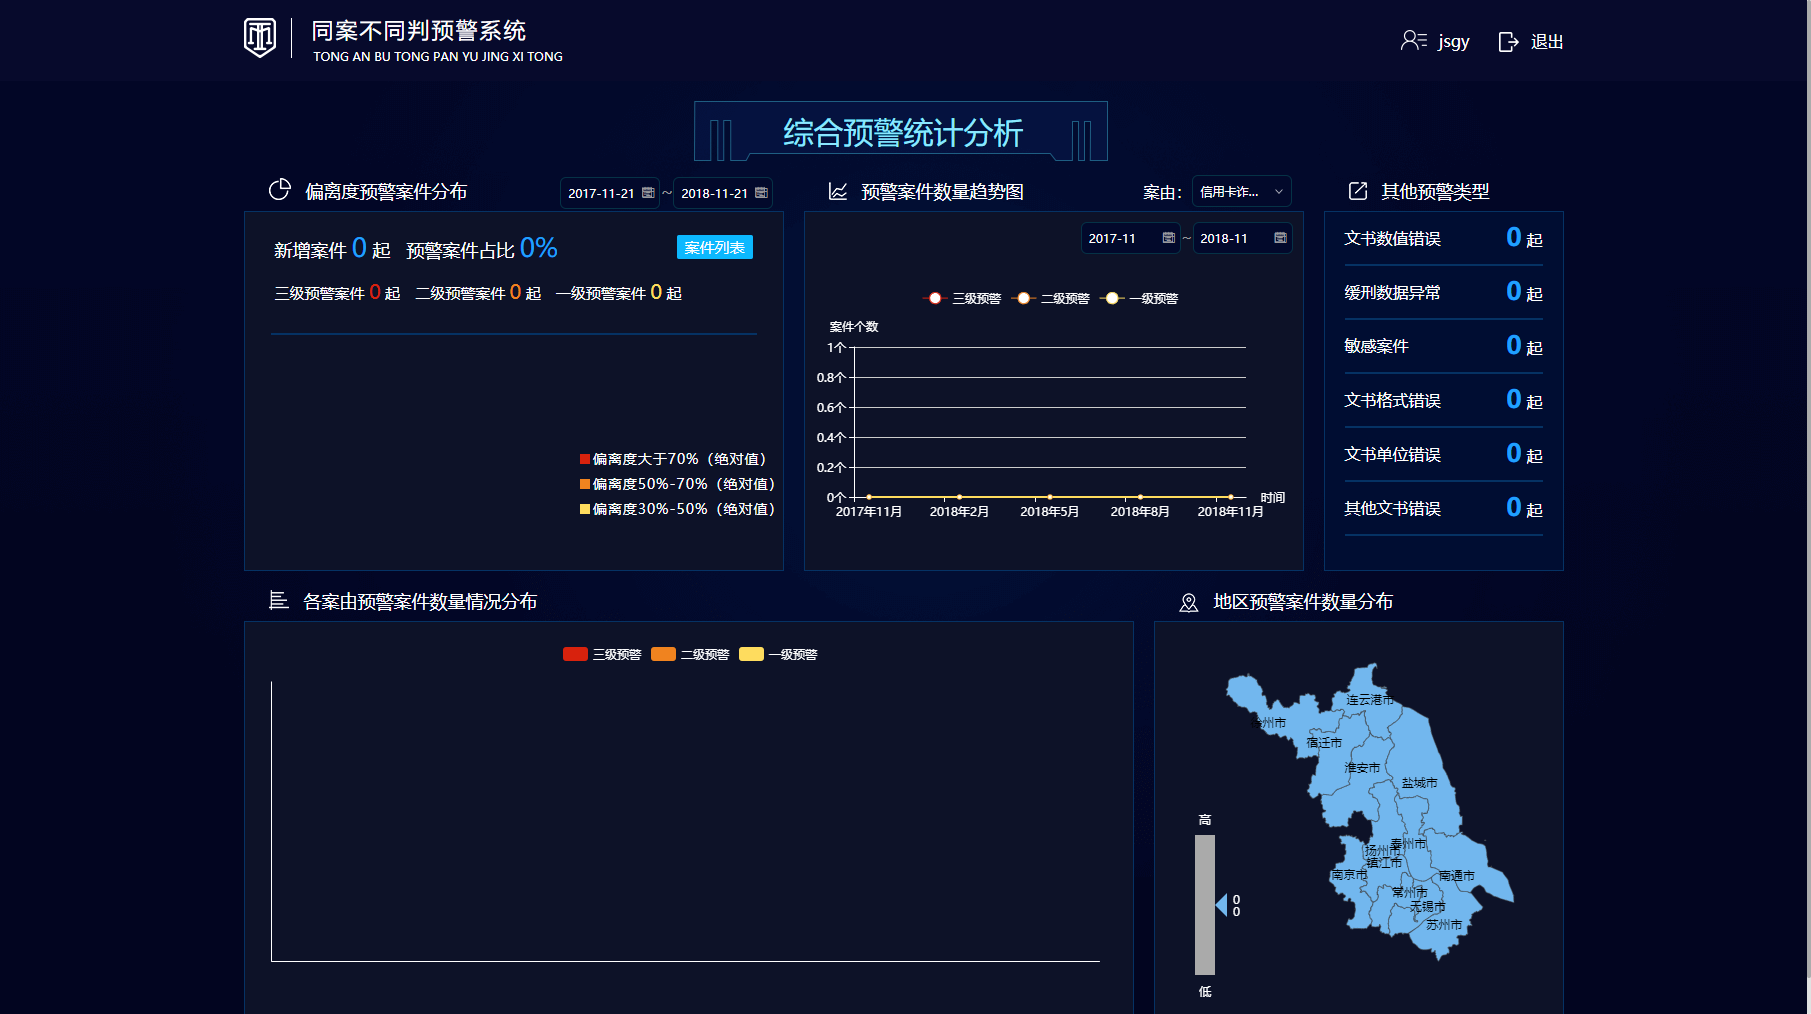 同案不同判预警系统
TONG AN BU TONG PAN YU JING XI TONG
jsgy
退出
综合预警统计分析
偏离度预警案件分布
2017-11-21 ~ 2018-11-21
新增案件 0 起 预警案件占比 0%
案件列表
三级预警案件 0 起 二级预警案件 0 起 一级预警案件 0 起
偏离度大于70%（绝对值）
偏离度50%-70%（绝对值）
偏离度30%-50%（绝对值）
预警案件数量趋势图
案由：
信用卡诈...
2017-11 ~ 2018-11
三级预警 二级预警 一级预警
案件个数
1个
0.8个
0.6个
0.4个
0.2个
0个
时间
2017年11月 2018年2月 2018年5月 2018年8月 2018年11月
其他预警类型
文书数值错误 0 起
缓刑数据异常 0 起
敏感案件 0 起
文书格式错误 0 起
文书单位错误 0 起
其他文书错误 0 起
各案由预警案件数量情况分布
三级预警 二级预警 一级预警
地区预警案件数量分布
连云港市
徐州市
宿迁市
淮安市
盐城市
泰州市
扬州市
镇江市
南京市
南通市
常州市
无锡市
苏州市
高
0
0
低